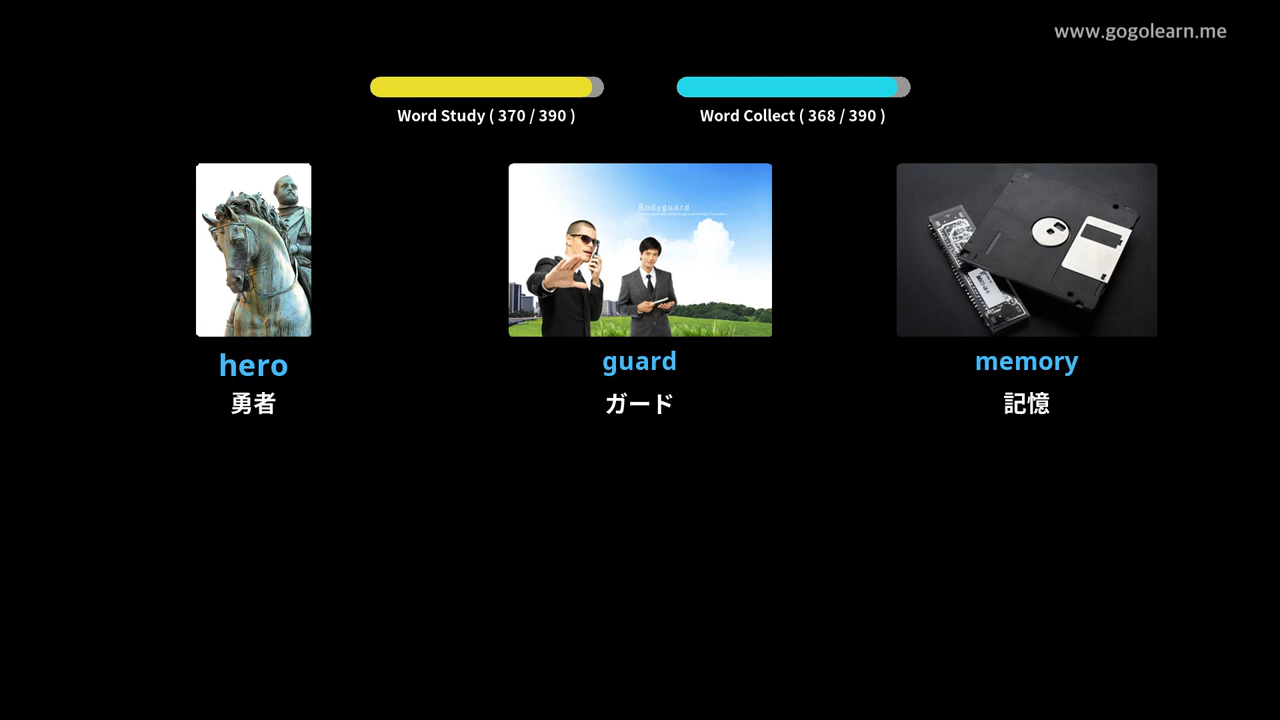 www.gogolearn.me
Word Study ( 370 / 390 )
Word Collect ( 368 / 390 )
Bodyguard
hero
guard
memory
勇者
ガード
記憶